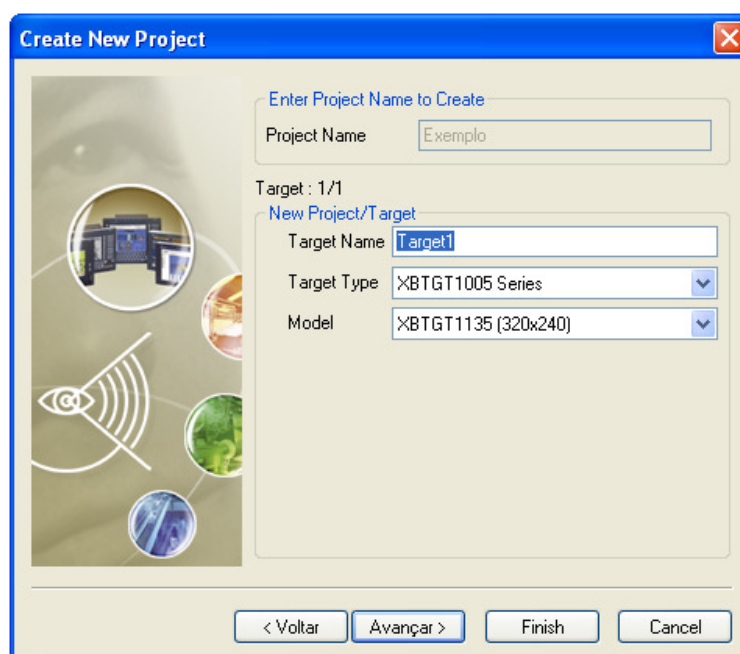 Create New Project
Enter Project Name to Create
Project Name Exemplo
Target : 1/1
New Project/Target
Target Name Target1
Target Type XBTGT1005 Series
Model XBTGT1135 (320x240)
< Voltar Avançar > Finish Cancel